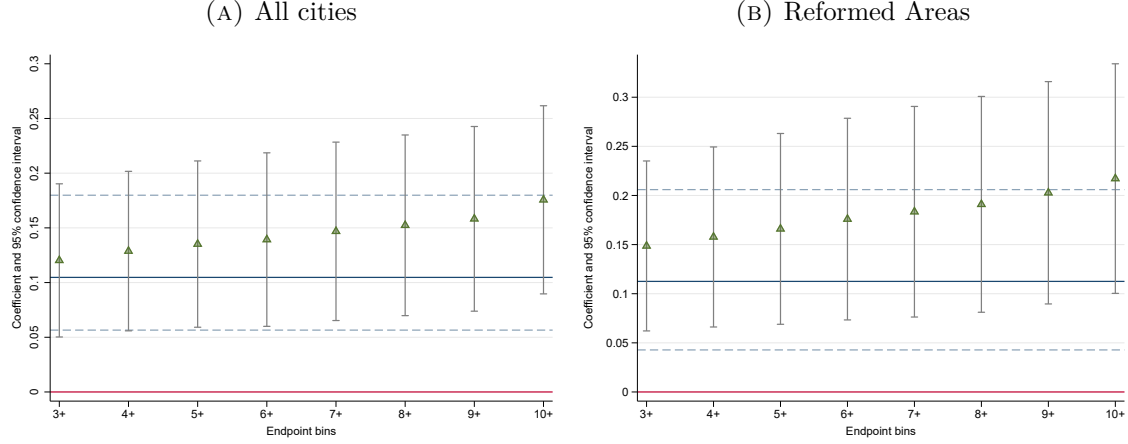 (A) All cities
Coefficient and 95% confidence interval
0.3
0.25
0.2
0.15
0.1
0.05
0
3+ 4+ 5+ 6+ 7+ 8+ 9+ 10+
Endpoint bins
(B) Reformed Areas
Coefficient and 95% confidence interval
0.3
0.25
0.2
0.15
0.1
0.05
0
3+ 4+ 5+ 6+ 7+ 8+ 9+ 10+
Endpoint bins